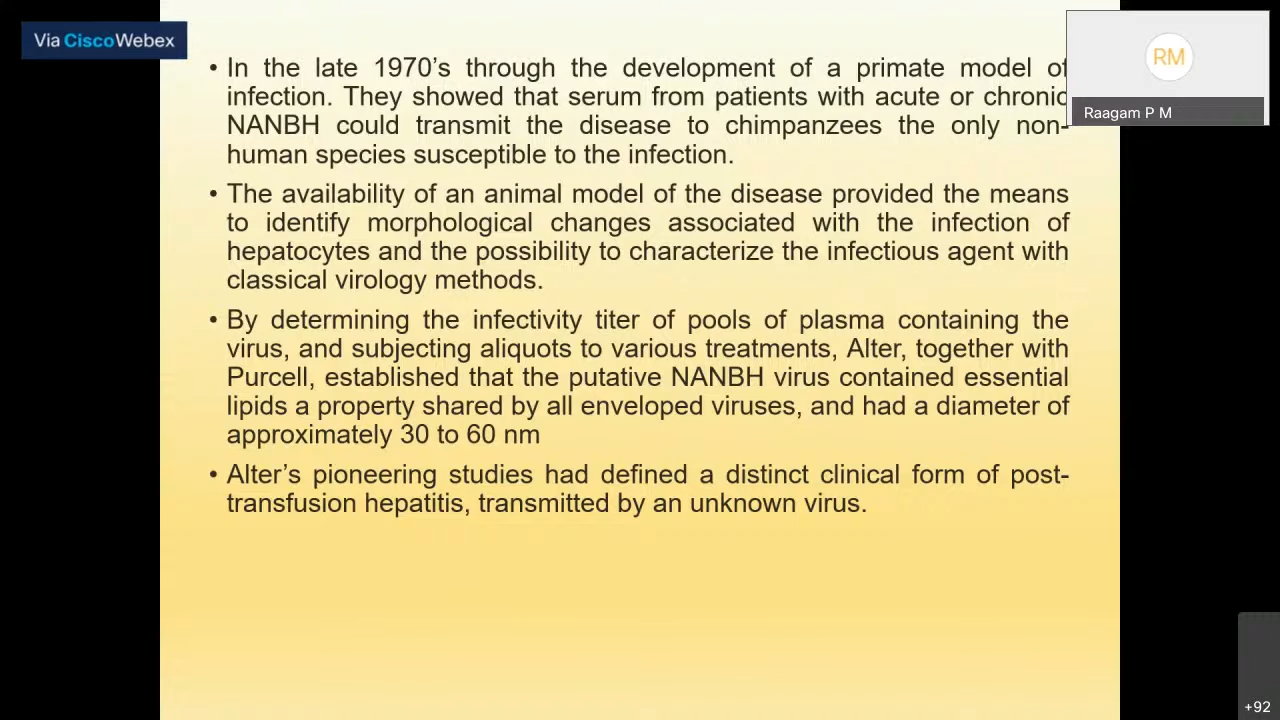 Via CiscoWebex
RM
Raagam P M
• In the late 1970's through the development of a primate model of
infection. They showed that serum from patients with acute or chronic
NANBH could transmit the disease to chimpanzees the only non-
human species susceptible to the infection.
• The availability of an animal model of the disease provided the means
to identify morphological changes associated with the infection of
hepatocytes and the possibility to characterize the infectious agent with
classical virology methods.
• By determining the infectivity titer of pools of plasma containing the
virus, and subjecting aliquots to various treatments, Alter, together with
Purcell, established that the putative NANBH virus contained essential
lipids a property shared by all enveloped viruses, and had a diameter of
approximately 30 to 60 nm
• Alter's pioneering studies had defined a distinct clinical form of post-
transfusion hepatitis, transmitted by an unknown virus.
+92